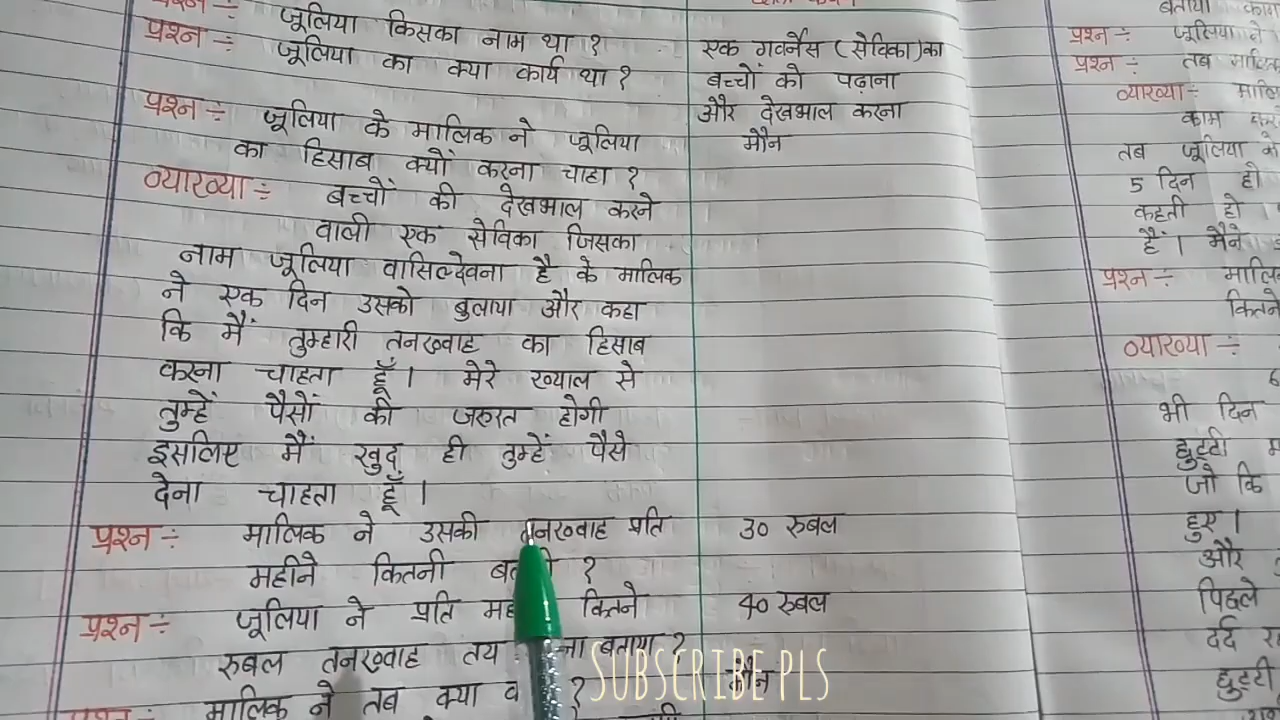 प्रश्न ÷ जूलिया किसका नाम था ? एक गवर्नेस (सेविका) का
प्रश्न ÷ जूलिया का क्या कार्य था ? बच्चों को पढ़ाना
और देखभाल करना
प्रश्न ÷ जूलिया के मालिक ने जूलिया मौन
का हिसाब क्यों करना चाहा ?
व्याख्या ÷ बच्चों की देखभाल करने
वाली एक सेविका जिसका
नाम जूलिया वासिल्देवना है के मालिक
ने एक दिन उसको बुलाया और कहा
कि मैं तुम्हारी तनख्वाह का हिसाब
करना चाहता हूँ । मेरे ख्याल से
तुम्हें पैसों की जरुरत होगी
इसलिए मैं खुद ही तुम्हें पैसे
देना चाहता हूँ ।
प्रश्न ÷ मालिक ने उसकी तनख्वाह प्रति 30 रुबल
महीने कितनी ?
प्रश्न ÷ जूलिया ने प्रति कितने 40 रुबल
रुबल तनख्वाह तय बताया ?
मालिक ने तब क्या ? मौन
SUBSCRIBE PLS
बताया
प्रश्न ÷ जूलिया ने
प्रश्न ÷ तब
व्याख्या ÷
काम
तब जूलिया
5 दिन हो
कहती हो
हैं । मैंने
प्रश्न ÷
कितने
व्याख्या ÷
भी दिन
छुट्टी
जो कि
हुए ।
और
पिछले
दर्द
छुट्टी